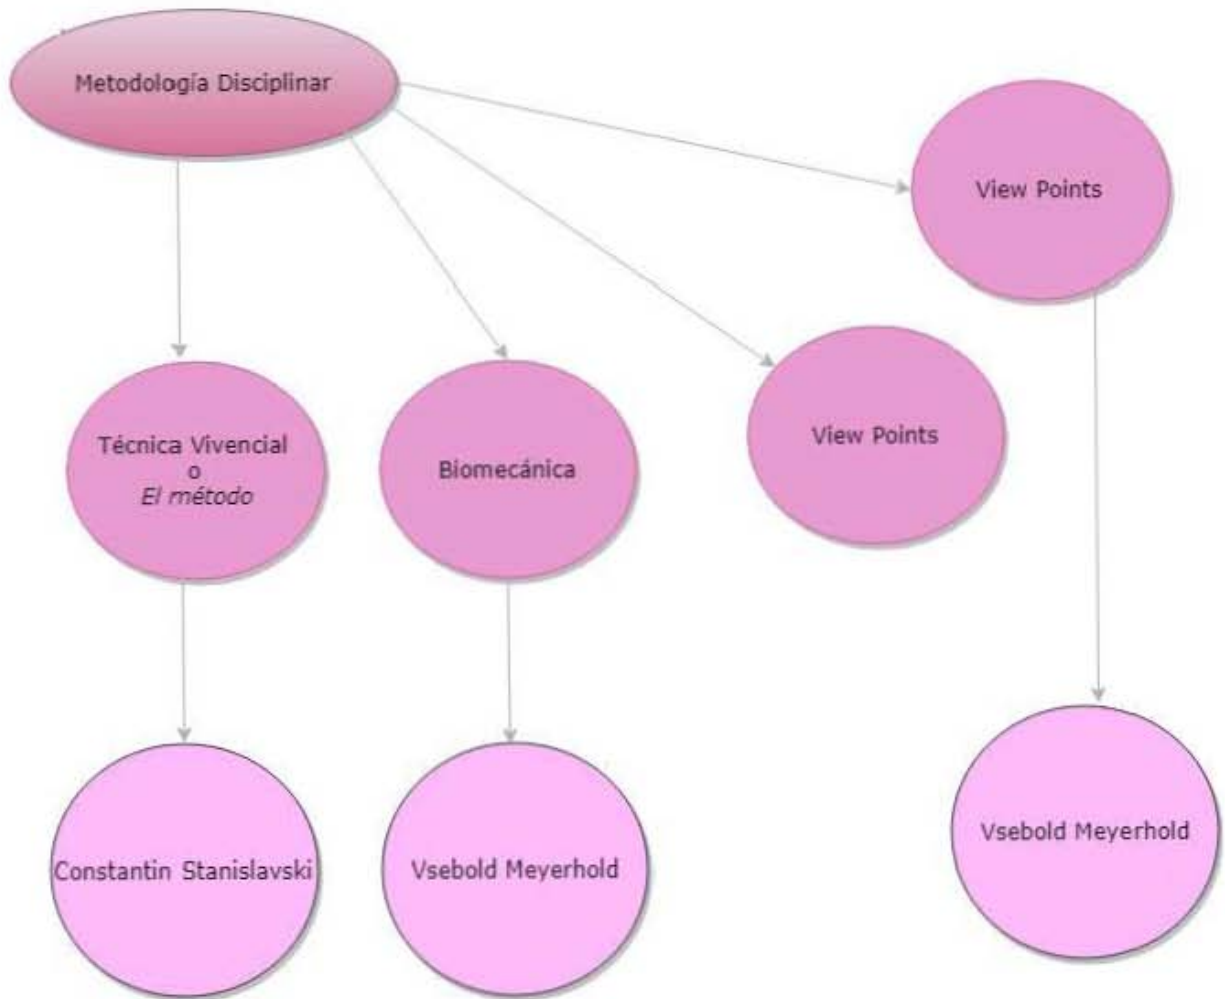 Metodología Disciplinar
View Points
View Points
Técnica Vivencial
o
El método
Biomecánica
Constantin Stanislavski
Vsebold Meyerhold
Vsebold Meyerhold